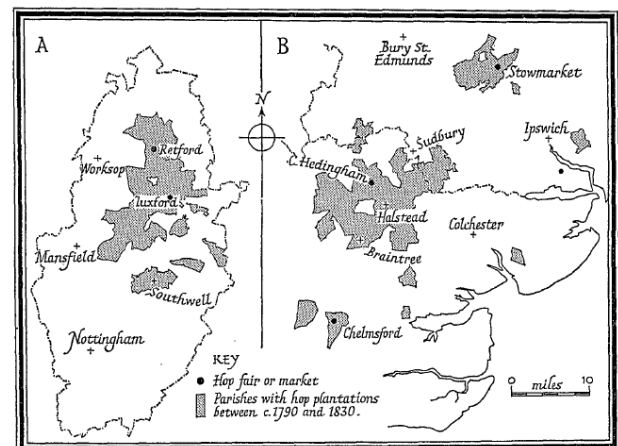 A
B
Bury St.
Edmunds
Stowmarket
N
Ipswich
Retford
Sudbury
Worksop
C. Hedingham
Tuxford
Halstead
Colchester
Mansfield
Braintree
Southwell
Chelmsford
Nottingham
KEY
Hop fair or market
Parishes with hop plantations
between c.1790 and 1830.
0 miles 10